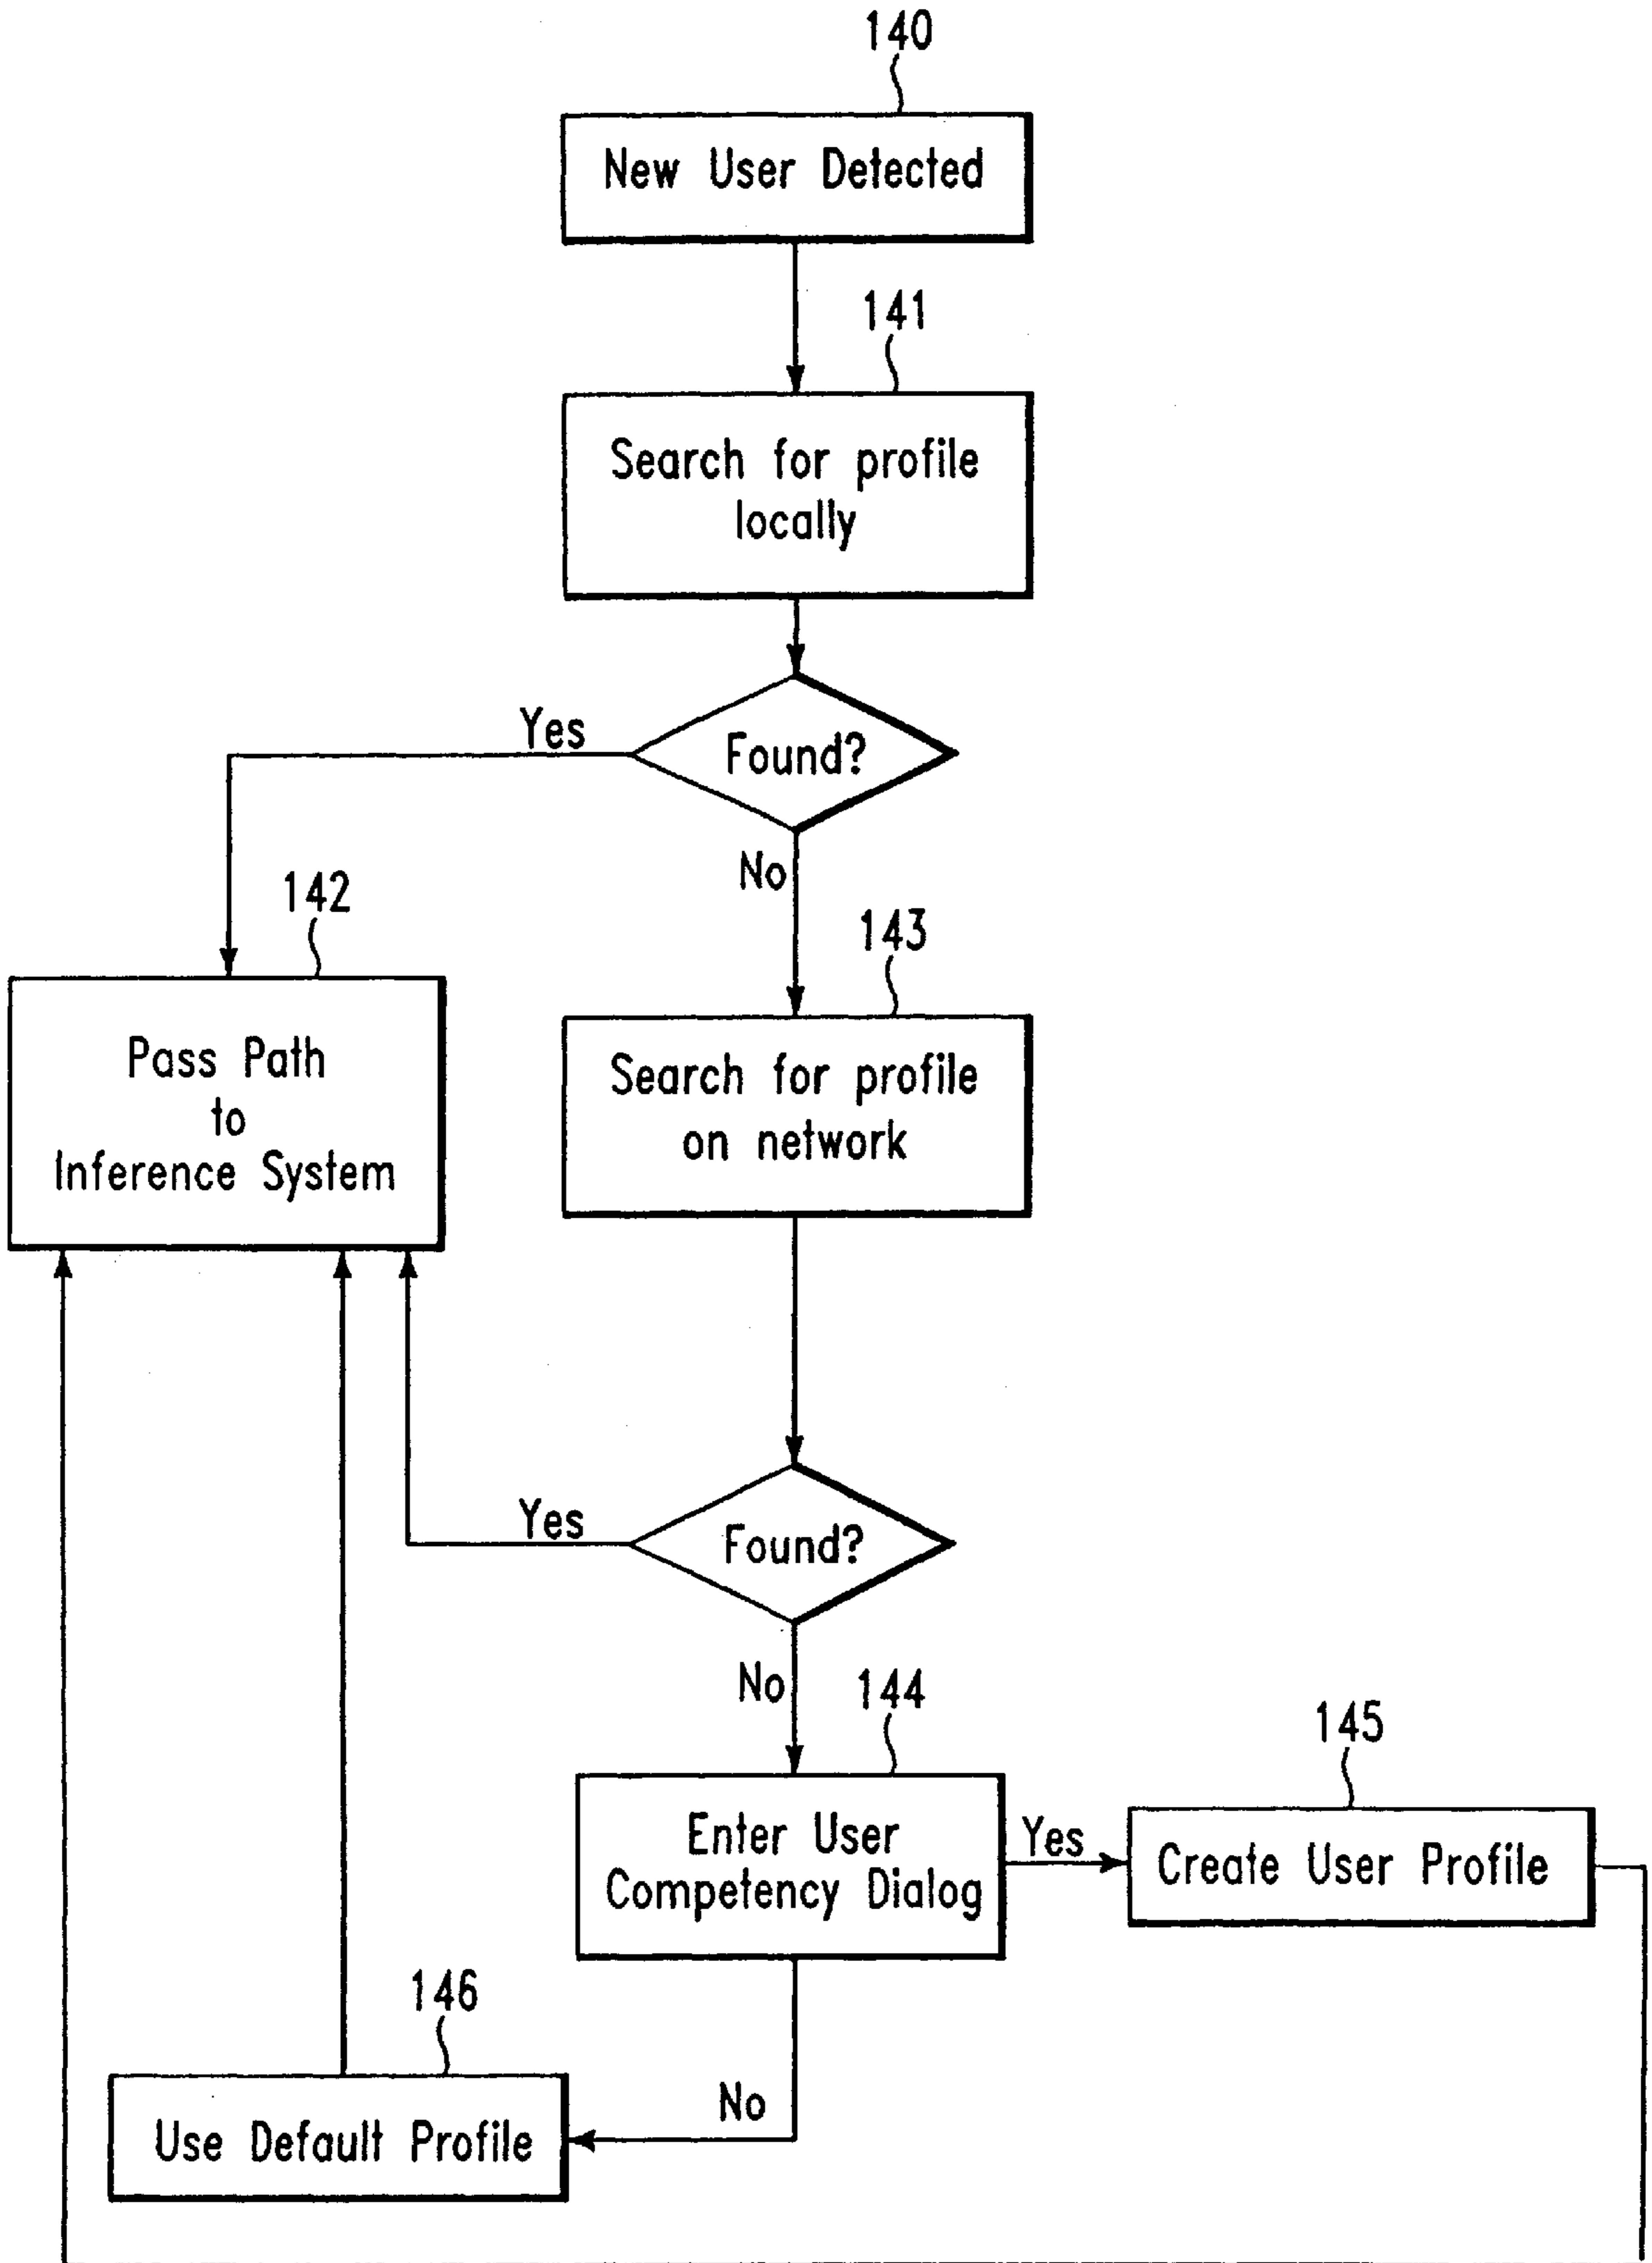 140
New User Detected
141
Search for profile
locally
Yes
Found?
No
142
143
Pass Path
to
Inference System
Search for profile
on network
Yes
Found?
No
144
145
Enter User
Competency Dialog
Yes
Create User Profile
146
No
Use Default Profile